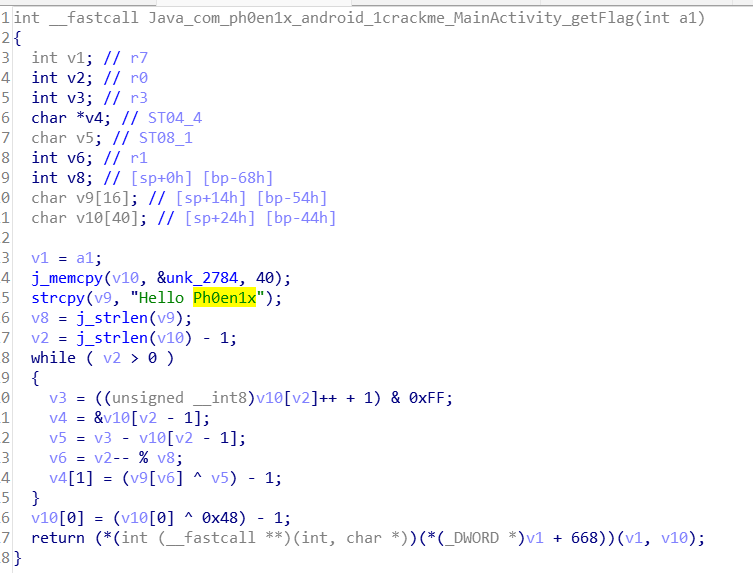 1 int __fastcall Java_com_ph0en1x_android_1crackme_MainActivity_getFlag(int a1)
2 {
3 int v1; // r7
4 int v2; // r0
5 int v3; // r3
6 char *v4; // ST04_4
7 char v5; // ST08_1
8 int v6; // r1
9 int v8; // [sp+0h] [bp-68h]
0 char v9[16]; // [sp+14h] [bp-54h]
1 char v10[40]; // [sp+24h] [bp-44h]
2
3 v1 = a1;
4 j_memcpy(v10, &unk_2784, 40);
5 strcpy(v9, "Hello Ph0en1x");
6 v8 = j_strlen(v9);
7 v2 = j_strlen(v10) - 1;
8 while ( v2 > 0 )
9 {
0 v3 = ((unsigned __int8)v10[v2]++ + 1) & 0xFF;
1 v4 = &v10[v2 - 1];
2 v5 = v3 - v10[v2 - 1];
3 v6 = v2-- % v8;
4 v4[1] = (v9[v6] ^ v5) - 1;
5 }
6 v10[0] = (v10[0] ^ 0x48) - 1;
7 return (*(int (__fastcall **)(int, char *))(*(_DWORD *)v1 + 668))(v1, v10);
8 }